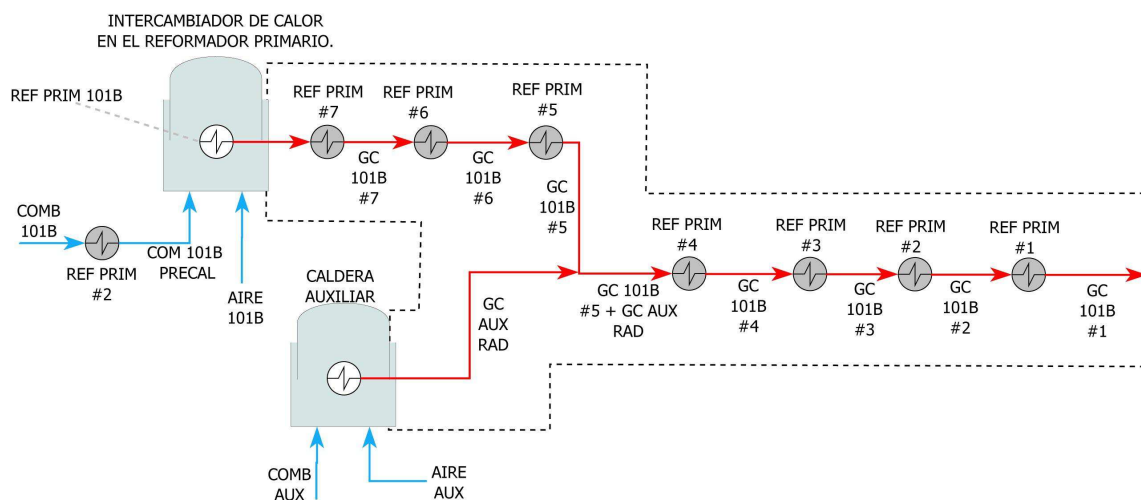 INTERCAMBIADOR DE CALOR
EN EL REFORMADOR PRIMARIO.
REF PRIM 101B
REF PRIM
#7
REF PRIM
#6
REF PRIM
#5
GC
101B
#7
GC
101B
#6
GC
101B
#5
COMB
101B
REF PRIM
#2
COM 101B
PRECAL
AIRE
101B
CALDERA
AUXILIAR
GC
AUX
RAD
GC 101B
#5 + GC AUX
RAD
REF PRIM
#4
REF PRIM
#3
REF PRIM
#2
REF PRIM
#1
GC
101B
#4
GC
101B
#3
GC
101B
#2
GC
101B
#1
COMB
AUX
AIRE
AUX